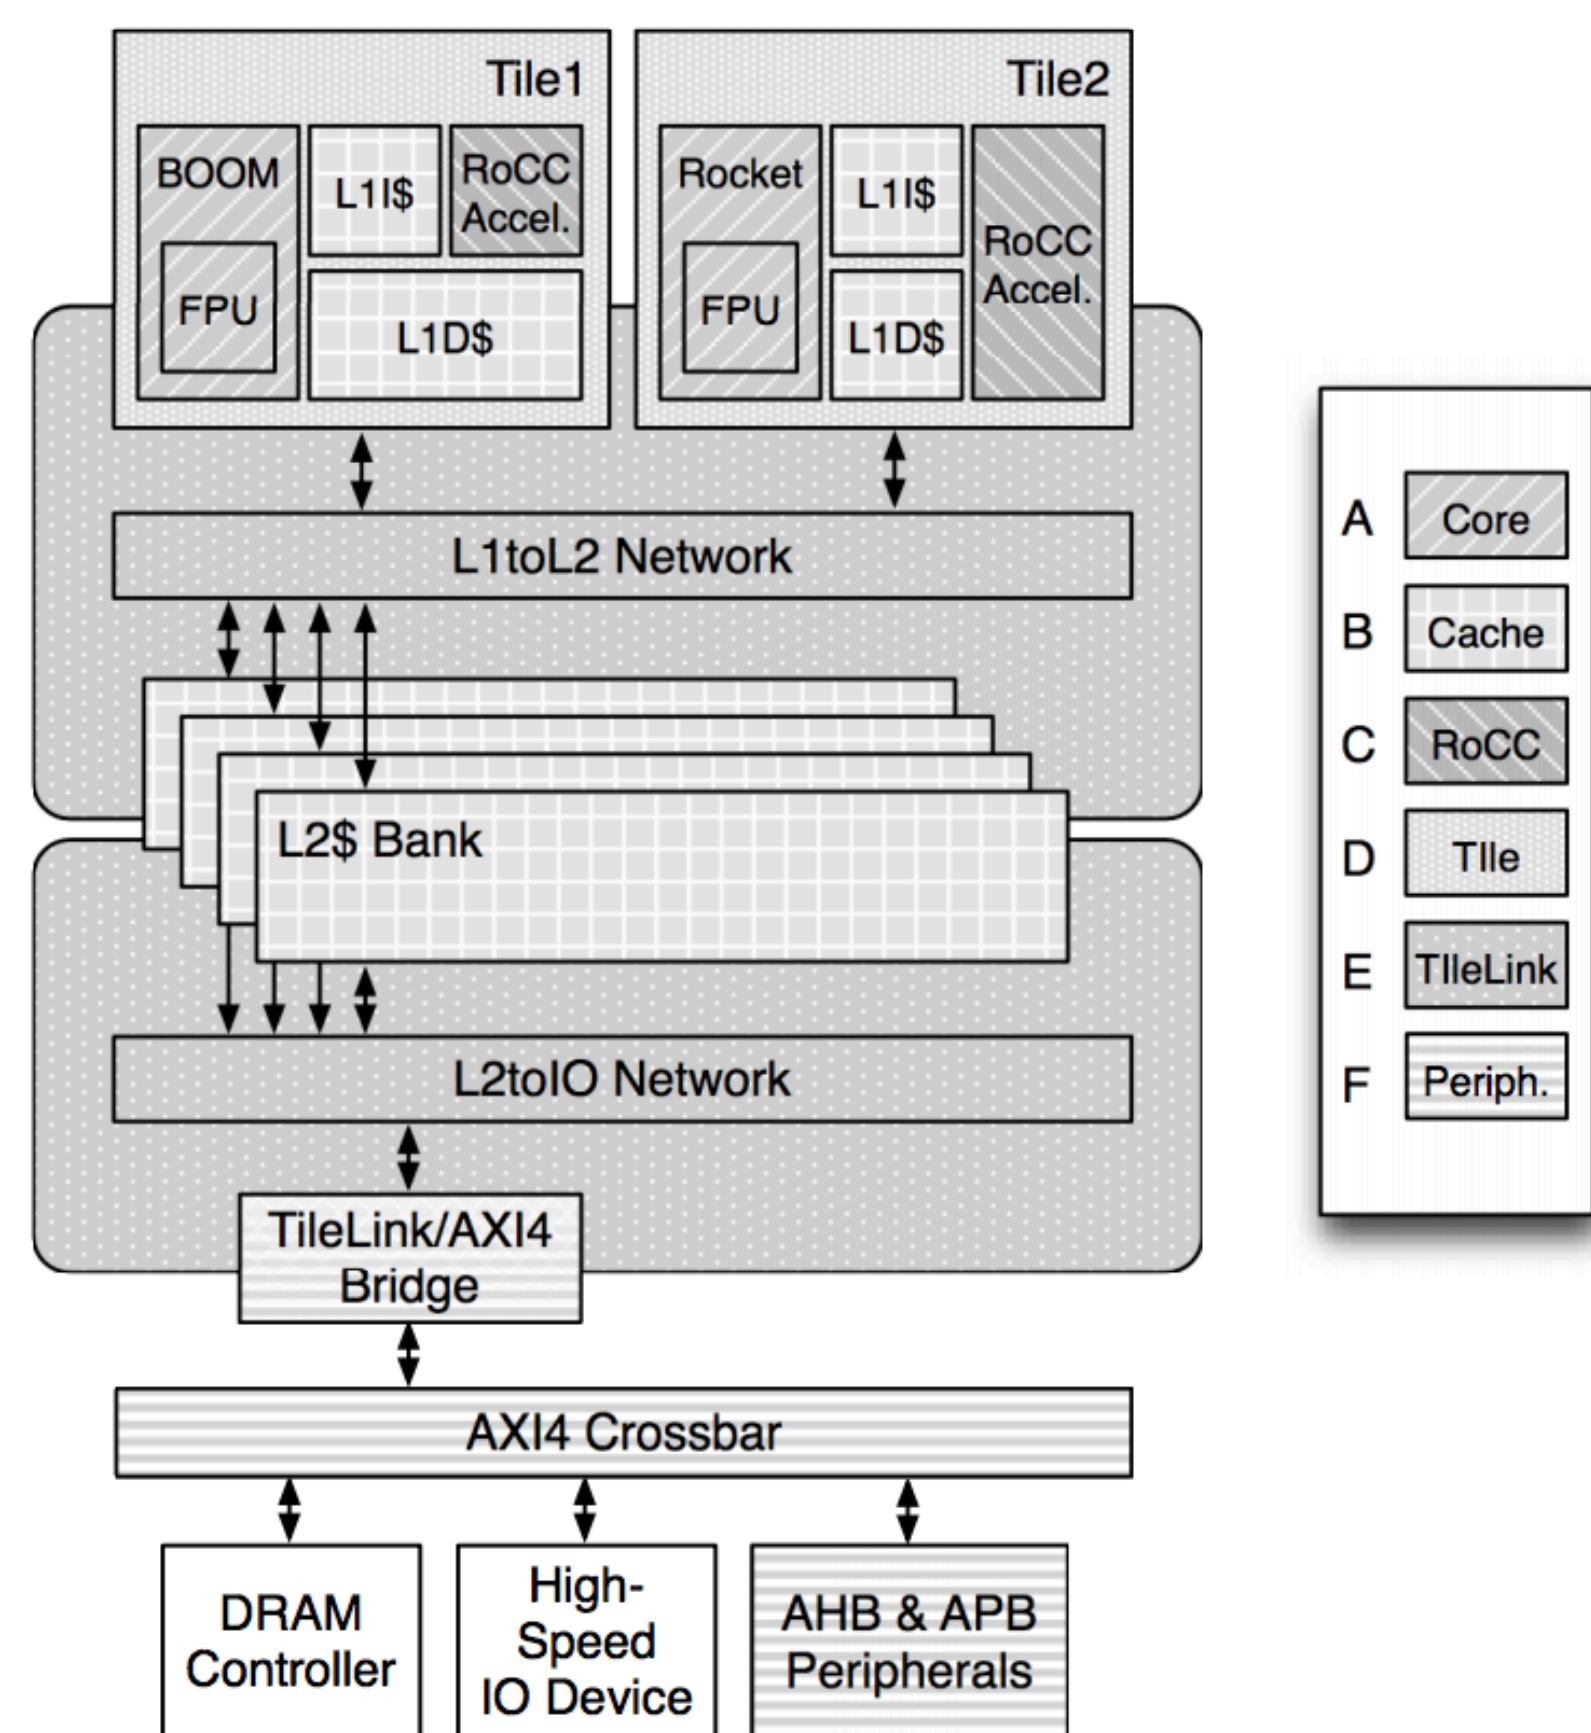 Tile1
BOOM
FPU
L1I$
RoCC
Accel.
L1D$
Tile2
Rocket
FPU
L1I$
L1D$
RoCC
Accel.
L1toL2 Network
L2$ Bank
L2toIO Network
TileLink/AXI4
Bridge
AXI4 Crossbar
DRAM
Controller
High-
Speed
IO Device
AHB & APB
Peripherals
A Core
B Cache
C RoCC
D TIle
E TIleLink
F Periph.